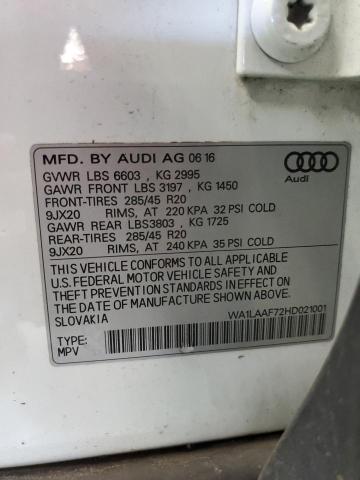 MFD. BY AUDI AG 06 16
Audi
GVWR LBS 6603 , KG 2995
GAWR FRONT LBS 3197 , KG 1450
FRONT-TIRES 285/45 R20
9JX20 RIMS, AT 220 KPA 32 PSI COLD
GAWR REAR LBS3803 , KG 1725
REAR-TIRES 285/45 R20
9JX20 RIMS, AT 240 KPA 35 PSI COLD
THIS VEHICLE CONFORMS TO ALL APPLICABLE
U.S. FEDERAL MOTOR VEHICLE SAFETY AND
THEFT PREVENTION STANDARDS IN EFFECT ON
THE DATE OF MANUFACTURE SHOWN ABOVE.
SLOVAKIA WA1LAAF72HD021001
TYPE:
MPV